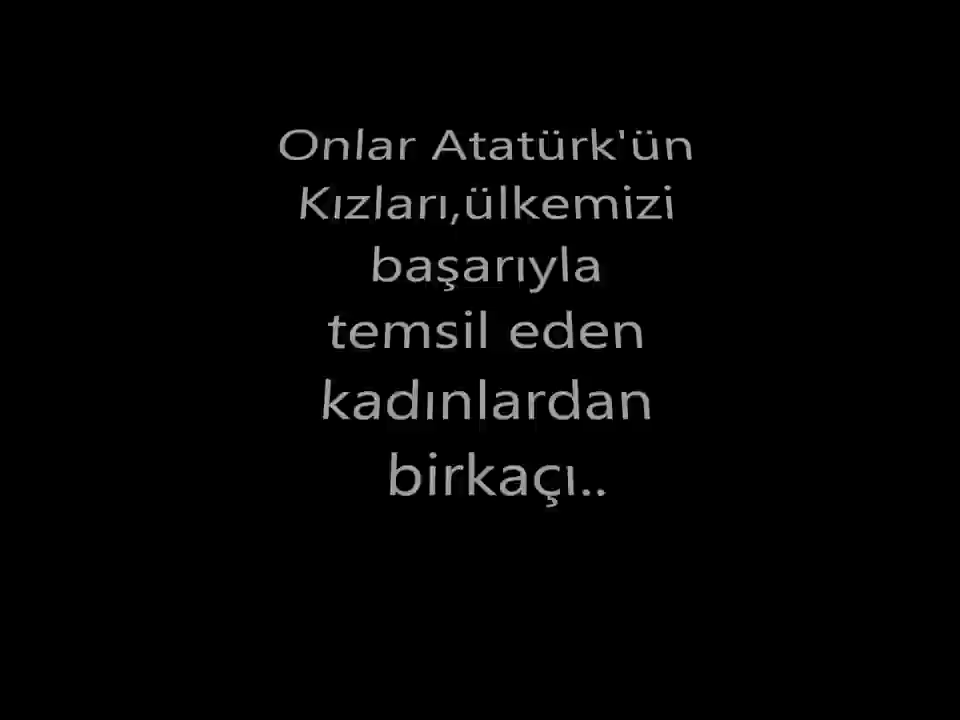 Onlar Atatürk'ün
Kızları,ülkemizi
başarıyla
temsil eden
kadınlardan
birkaçı..